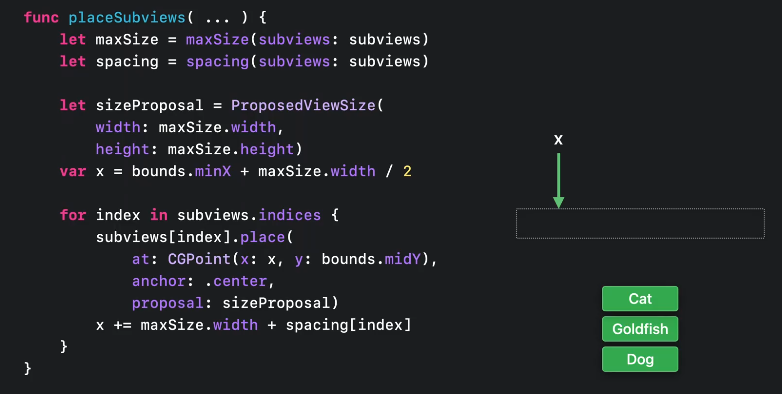 func placeSubviews( ... ) {
    let maxSize = maxSize(subviews: subviews)
    let spacing = spacing(subviews: subviews)

    let sizeProposal = ProposedViewSize(
        width: maxSize.width,
        height: maxSize.height)
    var x = bounds.minX + maxSize.width / 2

    for index in subviews.indices {
        subviews[index].place(
            at: CGPoint(x: x, y: bounds.midY),
            anchor: .center,
            proposal: sizeProposal)
        x += maxSize.width + spacing[index]
    }
}
x
Cat
Goldfish
Dog